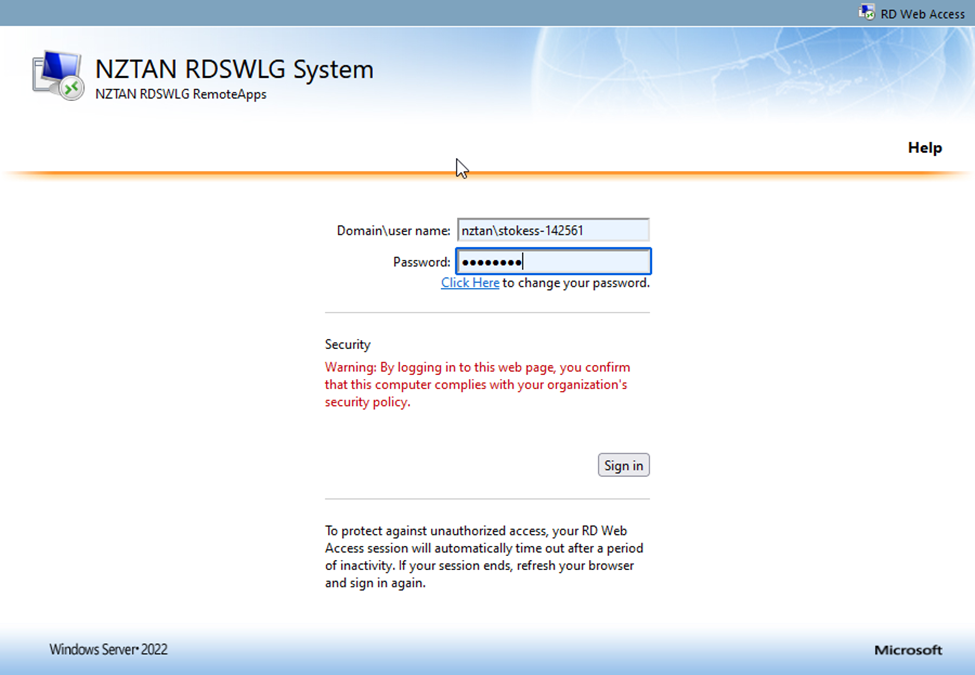 RD Web Access
NZTAN RDSWLG System
NZTAN RDSWLG RemoteApps
Help
Domain\user name: nztan\stokess-142561
Password: ••••••••
Click Here to change your password.
Security
Warning: By logging in to this web page, you confirm
that this computer complies with your organization's
security policy.
Sign in
To protect against unauthorized access, your RD Web
Access session will automatically time out after a period
of inactivity. If your session ends, refresh your browser
and sign in again.
Windows Server 2022
Microsoft